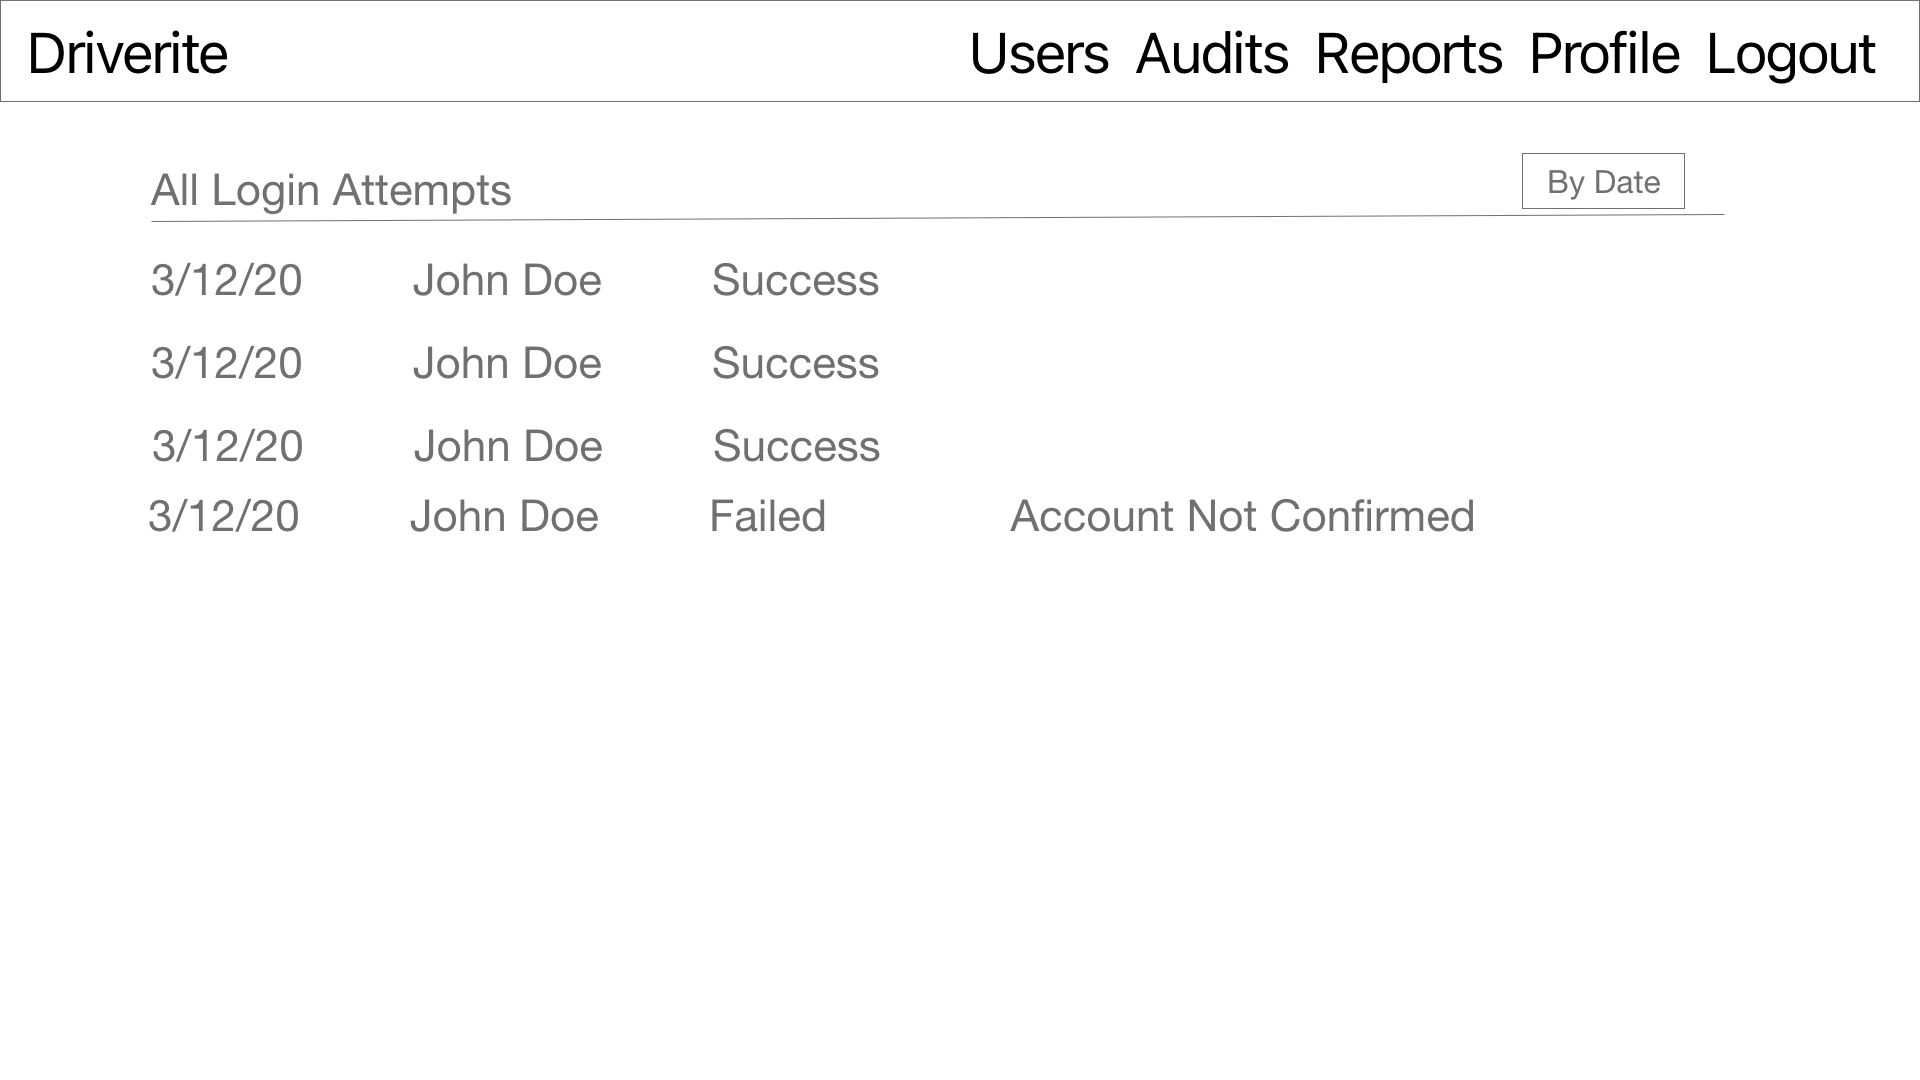 Driverite Users Audits Reports Profile Logout
All Login Attempts By Date
3/12/20 John Doe Success
3/12/20 John Doe Success
3/12/20 John Doe Success
3/12/20 John Doe Failed Account Not Confirmed